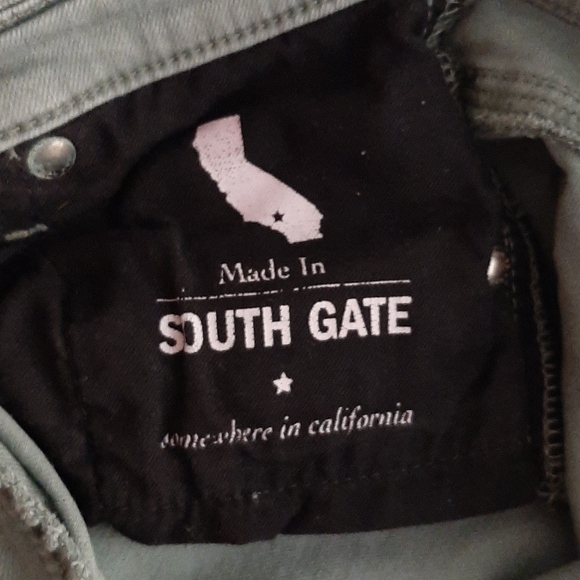 Made In
SOUTH GATE
somewhere in california